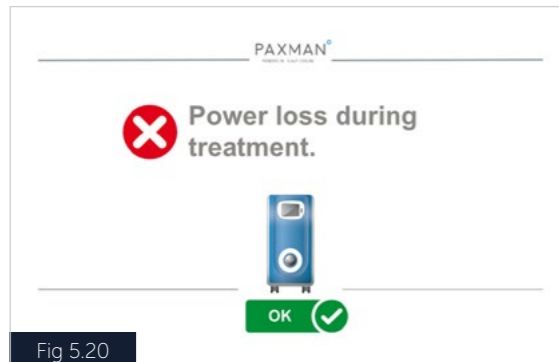 PAXMAN
Power loss during
treatment.
OK
Fig 5.20